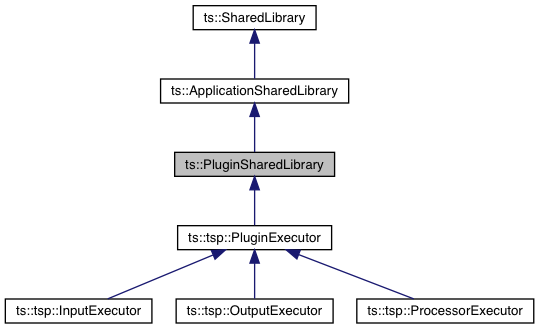 ts::SharedLibrary
ts::ApplicationSharedLibrary
ts::PluginSharedLibrary
ts::tsp::PluginExecutor
ts::tsp::InputExecutor
ts::tsp::OutputExecutor
ts::tsp::ProcessorExecutor